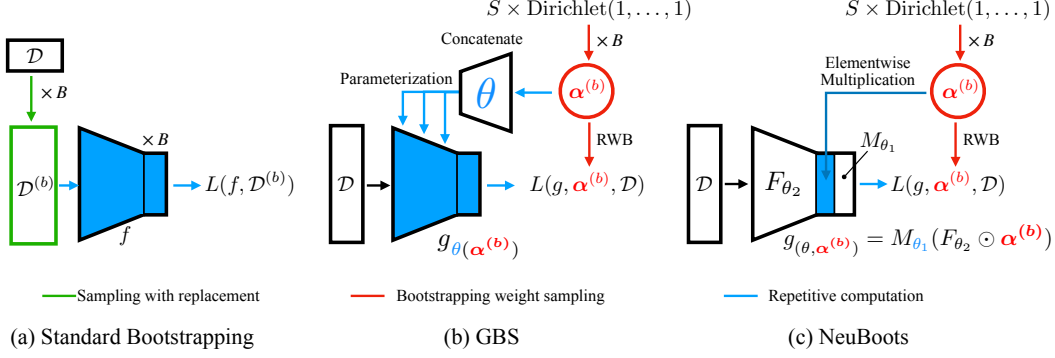 𝒟
× B
𝒟^(b)
× B
f
L(f, 𝒟^(b))
S × Dirichlet(1, . . . , 1)
× B
Concatenate
Parameterization
θ
α^(b)
RWB
𝒟
L(g, α^(b), 𝒟)
g_θ(α^(b))
S × Dirichlet(1, . . . , 1)
× B
Elementwise
Multiplication
α^(b)
RWB
M_θ₁
𝒟
F_θ₂
L(g, α^(b), 𝒟)
g_(θ,α^(b)) = M_θ₁(F_θ₂ ⊙ α^(b))
Sampling with replacement
Bootstrapping weight sampling
Repetitive computation
(a) Standard Bootstrapping
(b) GBS
(c) NeuBoots